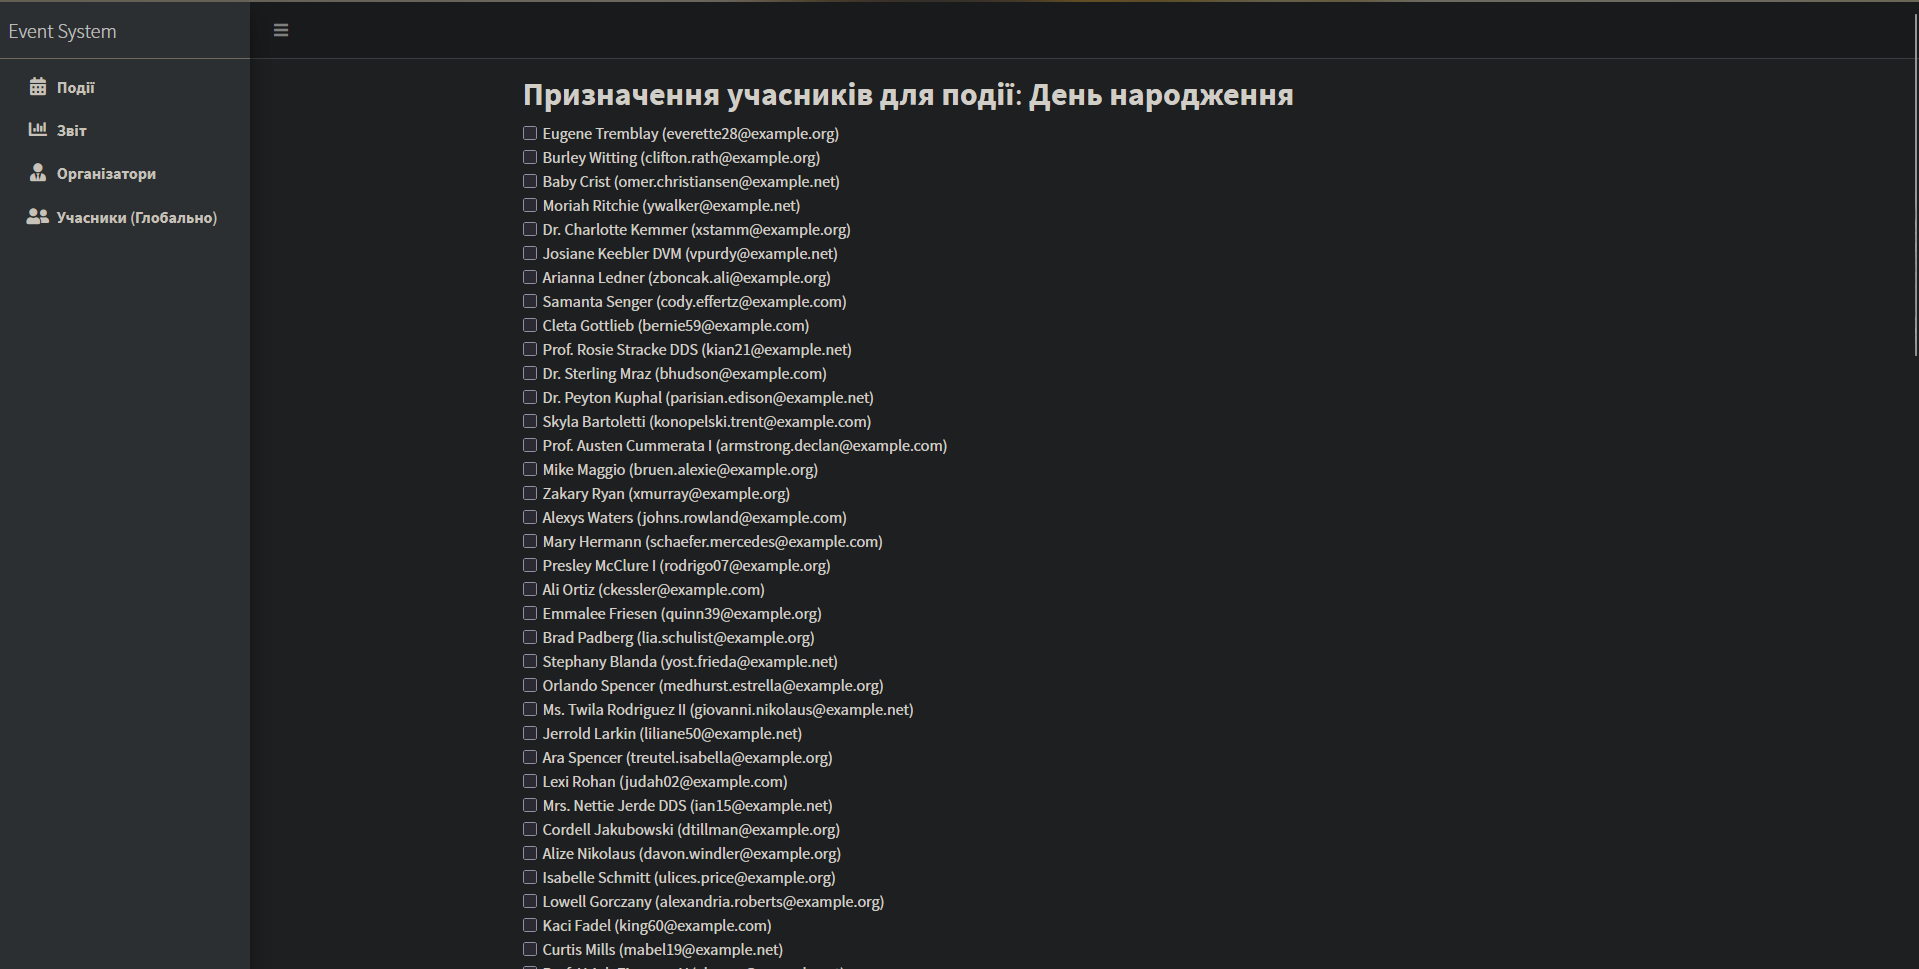 Event System
Події
Звіт
Організатори
Учасники (Глобально)
Призначення учасників для події: День народження
Eugene Tremblay (everette28@example.org)
Burley Witting (clifton.rath@example.org)
Baby Crist (omer.christiansen@example.net)
Moriah Ritchie (ywalker@example.net)
Dr. Charlotte Kemmer (xstamm@example.org)
Josiane Keebler DVM (vpurdy@example.net)
Arianna Ledner (zboncak.ali@example.org)
Samanta Senger (cody.effertz@example.com)
Cleta Gottlieb (bernie59@example.com)
Prof. Rosie Stracke DDS (kian21@example.net)
Dr. Sterling Mraz (bhudson@example.com)
Dr. Peyton Kuphal (parisian.edison@example.net)
Skyla Bartoletti (konopelski.trent@example.com)
Prof. Austen Cummerata I (armstrong.declan@example.com)
Mike Maggio (bruen.alexie@example.org)
Zakary Ryan (xmurray@example.org)
Alexys Waters (johns.rowland@example.com)
Mary Hermann (schaefer.mercedes@example.com)
Presley McClure I (rodrigo07@example.org)
Ali Ortiz (ckessler@example.com)
Emmalee Friesen (quinn39@example.org)
Brad Padberg (lia.schulist@example.org)
Stephany Blanda (yost.frieda@example.net)
Orlando Spencer (medhurst.estrella@example.org)
Ms. Twila Rodriguez II (giovanni.nikolaus@example.net)
Jerrold Larkin (liliane50@example.net)
Ara Spencer (treutel.isabella@example.org)
Lexi Rohan (judah02@example.com)
Mrs. Nettie Jerde DDS (ian15@example.net)
Cordell Jakubowski (dtillman@example.org)
Alize Nikolaus (davon.windler@example.org)
Isabelle Schmitt (ulices.price@example.org)
Lowell Gorczany (alexandria.roberts@example.org)
Kaci Fadel (king60@example.com)
Curtis Mills (mabel19@example.net)